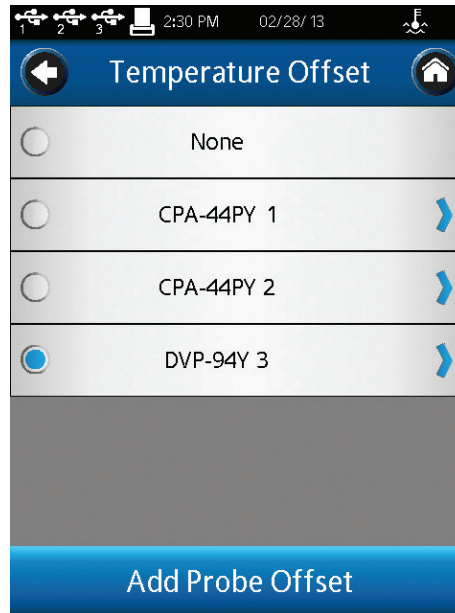 1 2 3 2:30 PM 02/28/13
Temperature Offset
None
CPA-44PY 1
CPA-44PY 2
DVP-94Y 3
Add Probe Offset